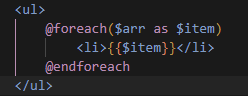 <ul>
@foreach($arr as $item)
<li>{{$item}}</li>
@endforeach
</ul>